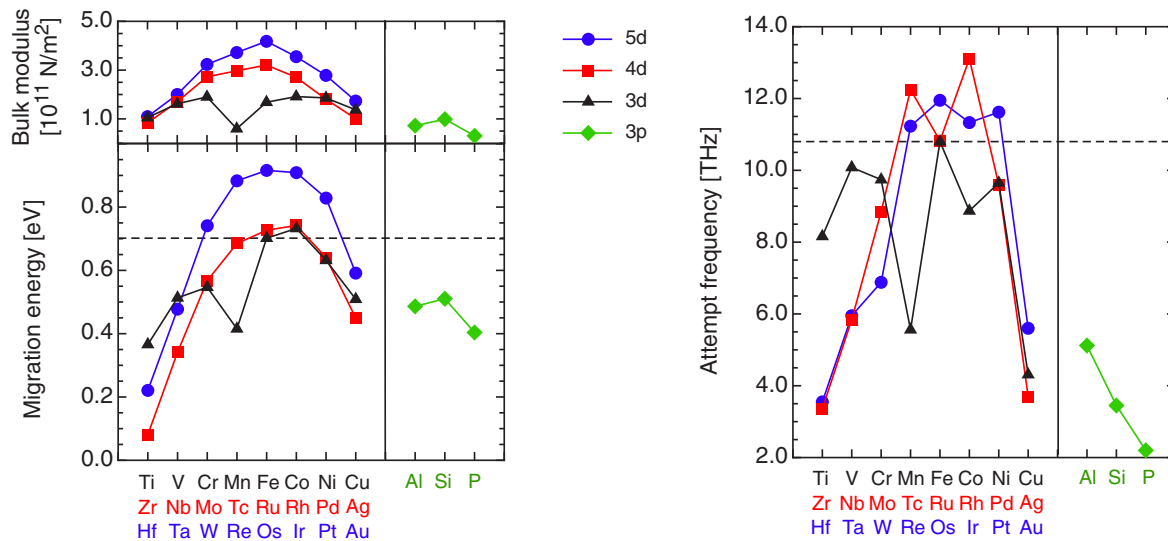 Bulk modulus
[10¹¹ N/m²]
5.0
3.0
1.0
Migration energy [eV]
0.8
0.6
0.4
0.2
0.0
Ti V Cr Mn Fe Co Ni Cu
Zr Nb Mo Tc Ru Rh Pd Ag
Hf Ta W Re Os Ir Pt Au
Al Si P
5d
4d
3d
3p
Attempt frequency [THz]
14.0
12.0
10.0
8.0
6.0
4.0
2.0
Ti V Cr Mn Fe Co Ni Cu
Zr Nb Mo Tc Ru Rh Pd Ag
Hf Ta W Re Os Ir Pt Au
Al Si P